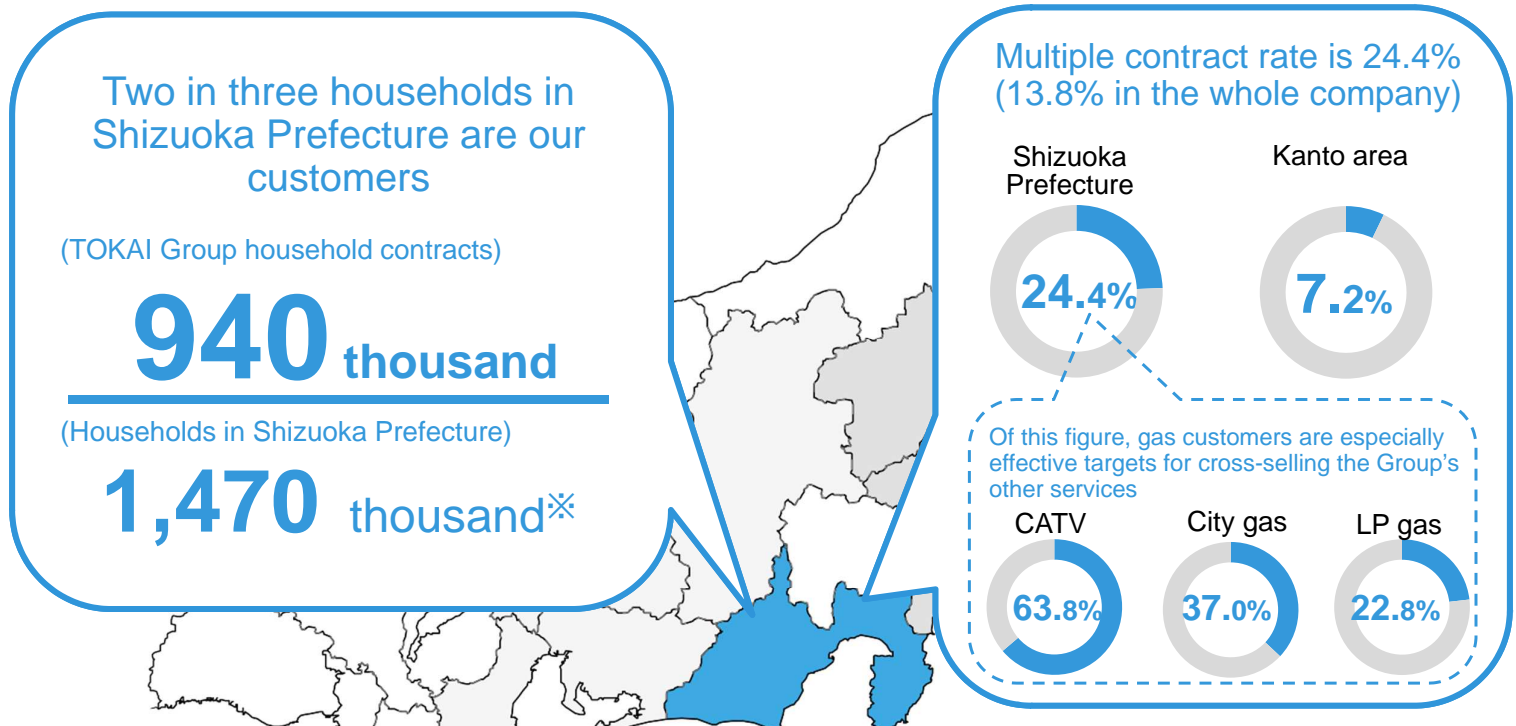 Two in three households in
Shizuoka Prefecture are our
customers
(TOKAI Group household contracts)
940 thousand
(Households in Shizuoka Prefecture)
1,470 thousand※
Multiple contract rate is 24.4%
(13.8% in the whole company)
Shizuoka
Prefecture
Kanto area
24.4%
7.2%
Of this figure, gas customers are especially
effective targets for cross-selling the Group's
other services
CATV
City gas
LP gas
63.8%
37.0%
22.8%